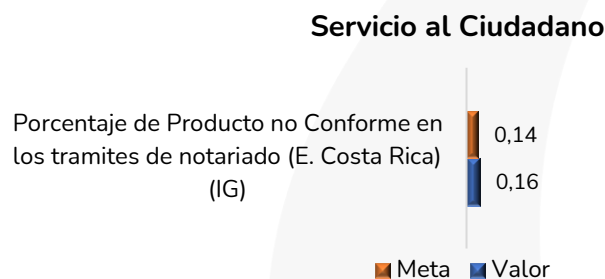 Servicio al Ciudadano
Porcentaje de Producto no Conforme en
los tramites de notariado (E. Costa Rica)
(IG)
0,14
0,16
Meta
Valor